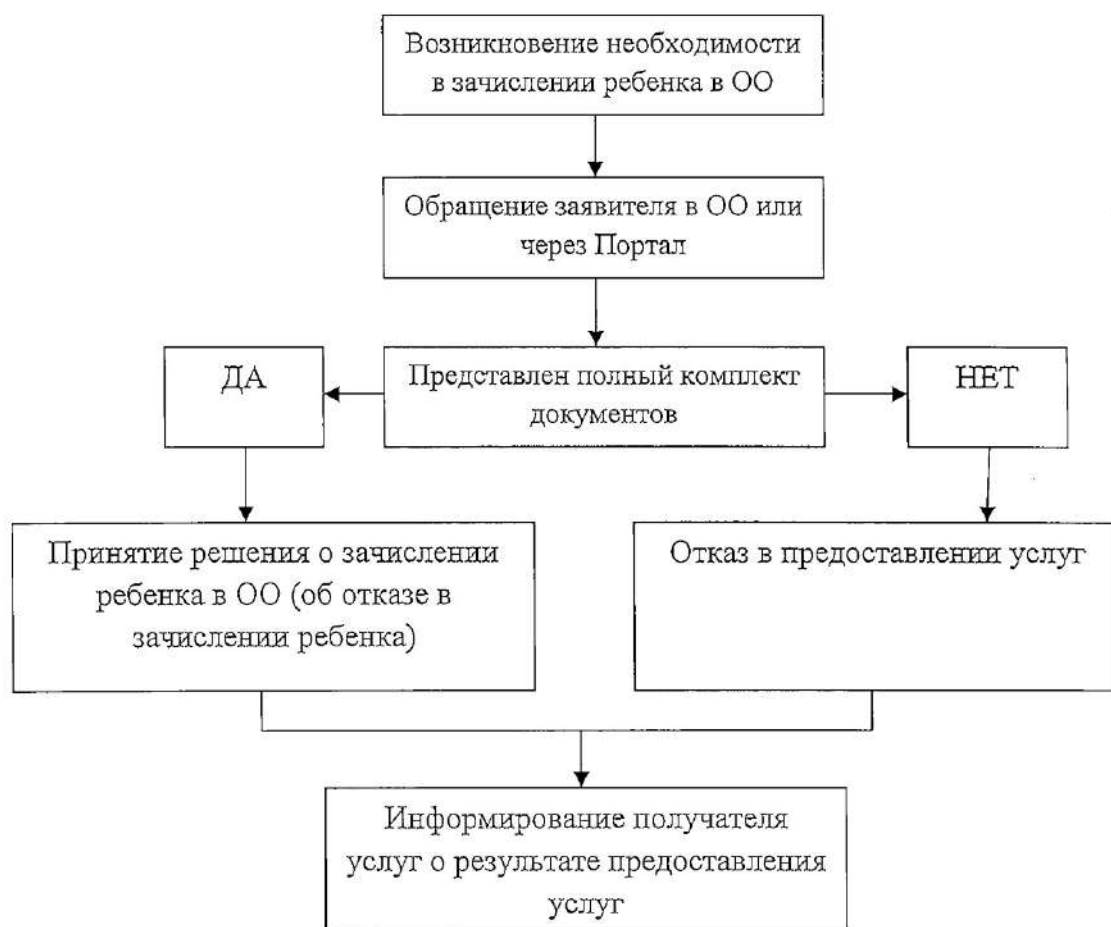 Возникновение необходимости
в зачислении ребенка в ОО
Обращение заявителя в ОО или
через Портал
ДА
Представлен полный комплект
документов
НЕТ
Принятие решения о зачислении
ребенка в ОО (об отказе в
зачислении ребенка)
Отказ в предоставлении услуг
Информирование получателя
услуг о результате предоставления
услуг